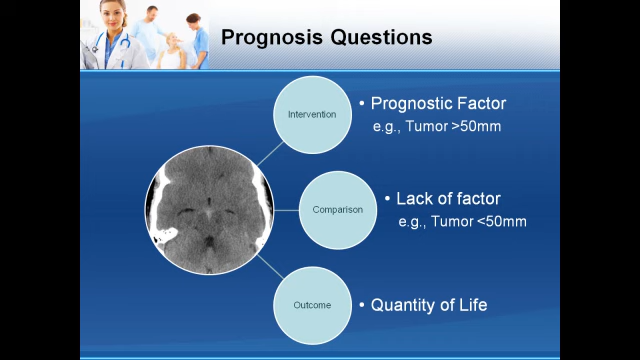 Prognosis Questions
Intervention
• Prognostic Factor
e.g., Tumor >50mm
Comparison
• Lack of factor
e.g., Tumor <50mm
Outcome
• Quantity of Life